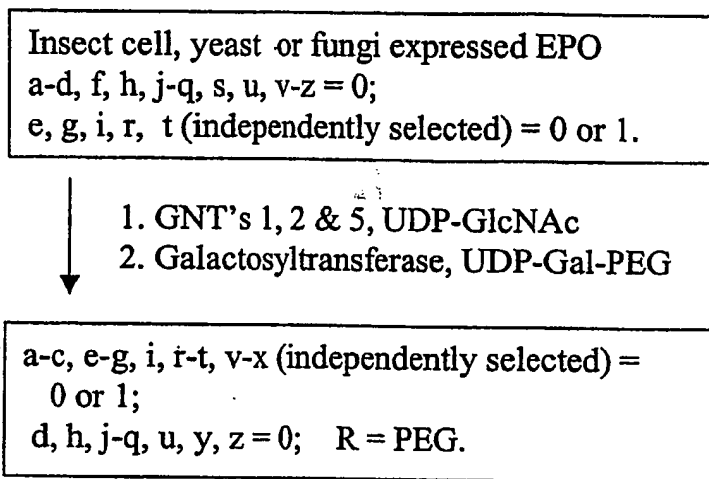 Insect cell, yeast or fungi expressed EPO
a-d, f, h, j-q, s, u, v-z = 0;
e, g, i, r, t (independently selected) = 0 or 1.
1. GNT's 1, 2 & 5, UDP-GlcNAc
2. Galactosyltransferase, UDP-Gal-PEG
a-c, e-g, i, r-t, v-x (independently selected) =
0 or 1;
d, h, j-q, u, y, z = 0; R = PEG.